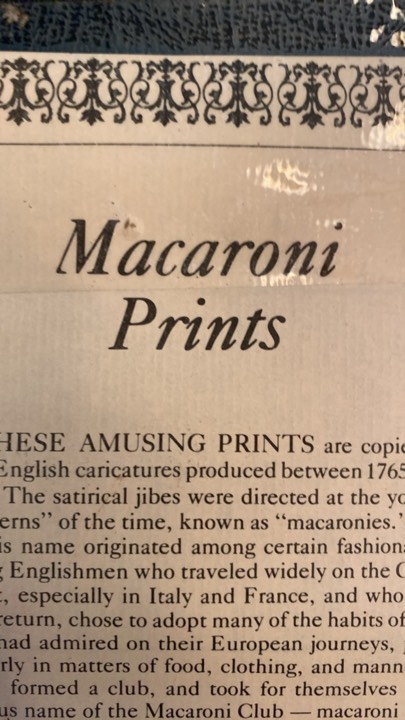 Macaroni
Prints
HESE AMUSING PRINTS are copie
English caricatures produced between 1765
The satirical jibes were directed at the yo
erns" of the time, known as "macaronies.'
is name originated among certain fashiona
g Englishmen who traveled widely on the C
t, especially in Italy and France, and who
return, chose to adopt many of the habits of
had admired on their European journeys,
rly in matters of food, clothing, and mann
formed a club, and took for themselves
us name of the Macaroni Club — macaroni